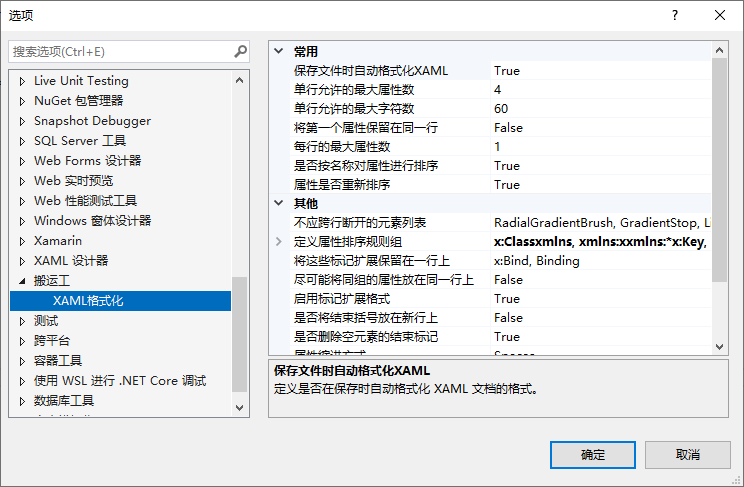 选项
搜索选项(Ctrl+E)
Live Unit Testing
NuGet 包管理器
Snapshot Debugger
SQL Server 工具
Web Forms 设计器
Web 实时预览
Web 性能测试工具
Windows 窗体设计器
Xamarin
XAML 设计器
搬运工
XAML格式化
测试
跨平台
容器工具
使用 WSL 进行 .NET Core 调试
数据库工具
常用
保存文件时自动格式化XAML True
单行允许的最大属性数 4
单行允许的最大字符数 60
将第一个属性保留在同一行 False
每行的最大属性数 1
是否按名称对属性进行排序 True
属性是否重新排序 True
其他
不应跨行断开的元素列表 RadialGradientBrush, GradientStop, Li
定义属性排序规则组 x:Classxmlns, xmlns:xxmlns:*x:Key,
将这些标记扩展保留在一行上 x:Bind, Binding
尽可能将同组的属性放在同一行上 False
启用标记扩展格式 True
是否将结束括号放在新行上 False
是否删除空元素的结束标记 True
属性缩进方式 Spaces
保存文件时自动格式化XAML
定义是否在保存时自动格式化 XAML 文档的格式。
确定
取消